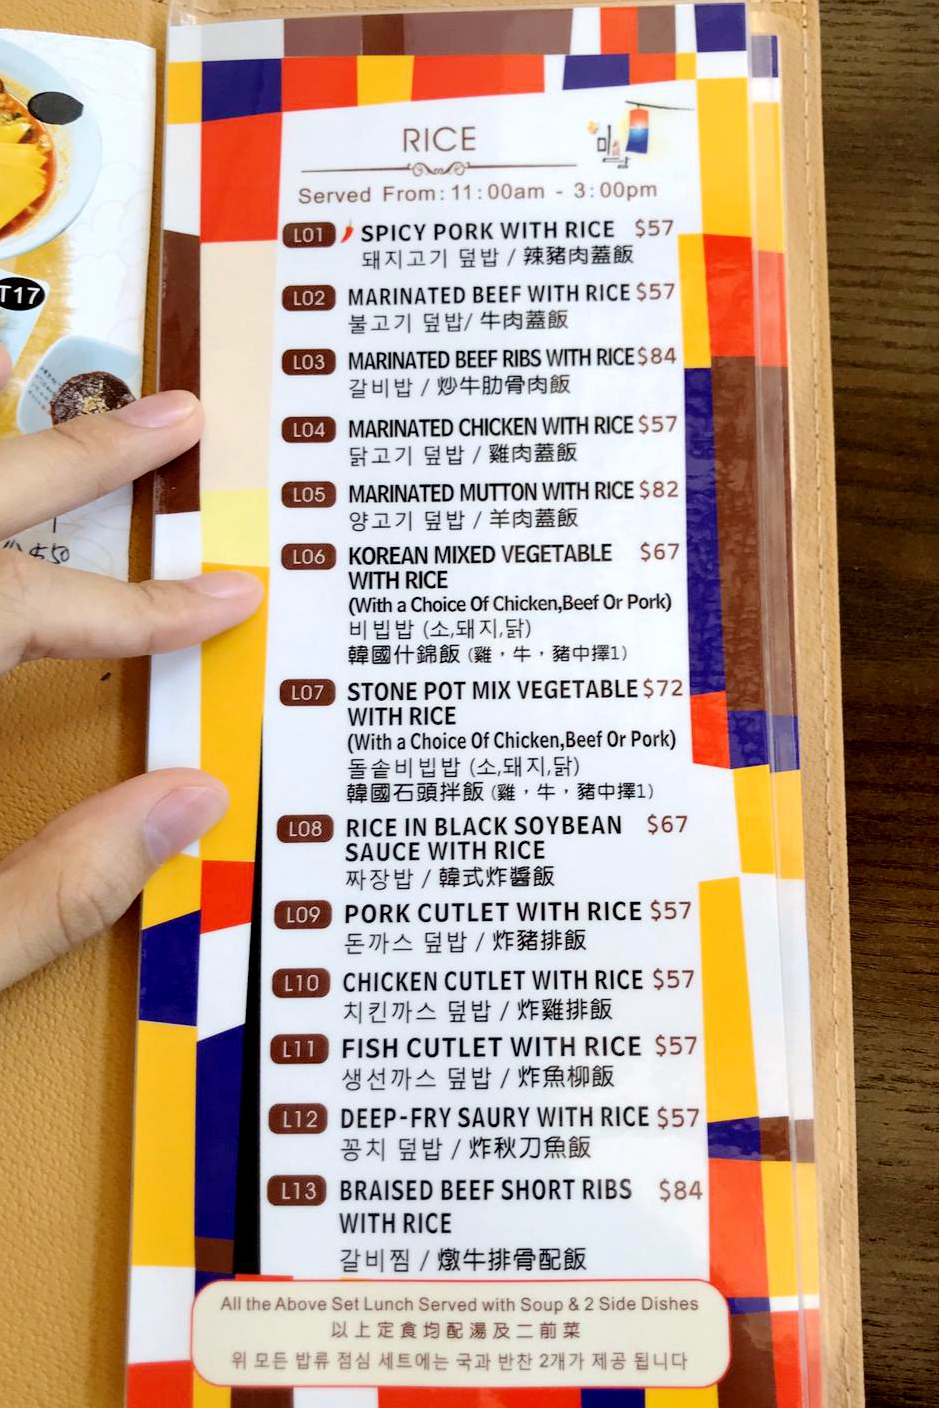 RICE
Served From: 11:00am - 3:00pm
L01 SPICY PORK WITH RICE $57
돼지고기 덮밥 / 辣豬肉蓋飯
L02 MARINATED BEEF WITH RICE $57
불고기 덮밥/ 牛肉蓋飯
L03 MARINATED BEEF RIBS WITH RICE $84
갈비밥 / 炒牛肋骨肉飯
L04 MARINATED CHICKEN WITH RICE $57
닭고기 덮밥 / 雞肉蓋飯
L05 MARINATED MUTTON WITH RICE $82
양고기 덮밥 / 羊肉蓋飯
L06 KOREAN MIXED VEGETABLE $67
WITH RICE
(With a Choice Of Chicken,Beef Or Pork)
비빔밥 (소,돼지,닭)
韓國什錦飯 (雞，牛，豬中擇1)
L07 STONE POT MIX VEGETABLE $72
WITH RICE
(With a Choice Of Chicken,Beef Or Pork)
돌솥비빔밥 (소,돼지,닭)
韓國石頭拌飯 (雞，牛，豬中擇1)
L08 RICE IN BLACK SOYBEAN $67
SAUCE WITH RICE
짜장밥 / 韓式炸醬飯
L09 PORK CUTLET WITH RICE $57
돈까스 덮밥 / 炸豬排飯
L10 CHICKEN CUTLET WITH RICE $57
치킨까스 덮밥 / 炸雞排飯
L11 FISH CUTLET WITH RICE $57
생선까스 덮밥 / 炸魚柳飯
L12 DEEP-FRY SAURY WITH RICE $57
꽁치 덮밥 / 炸秋刀魚飯
L13 BRAISED BEEF SHORT RIBS $84
WITH RICE
갈비찜 / 燉牛排骨配飯
All the Above Set Lunch Served with Soup & 2 Side Dishes
以上定食均配湯及二前菜
위 모든 밥류 점심 세트에는 국과 반찬 2개가 제공 됩니다
T17
$50